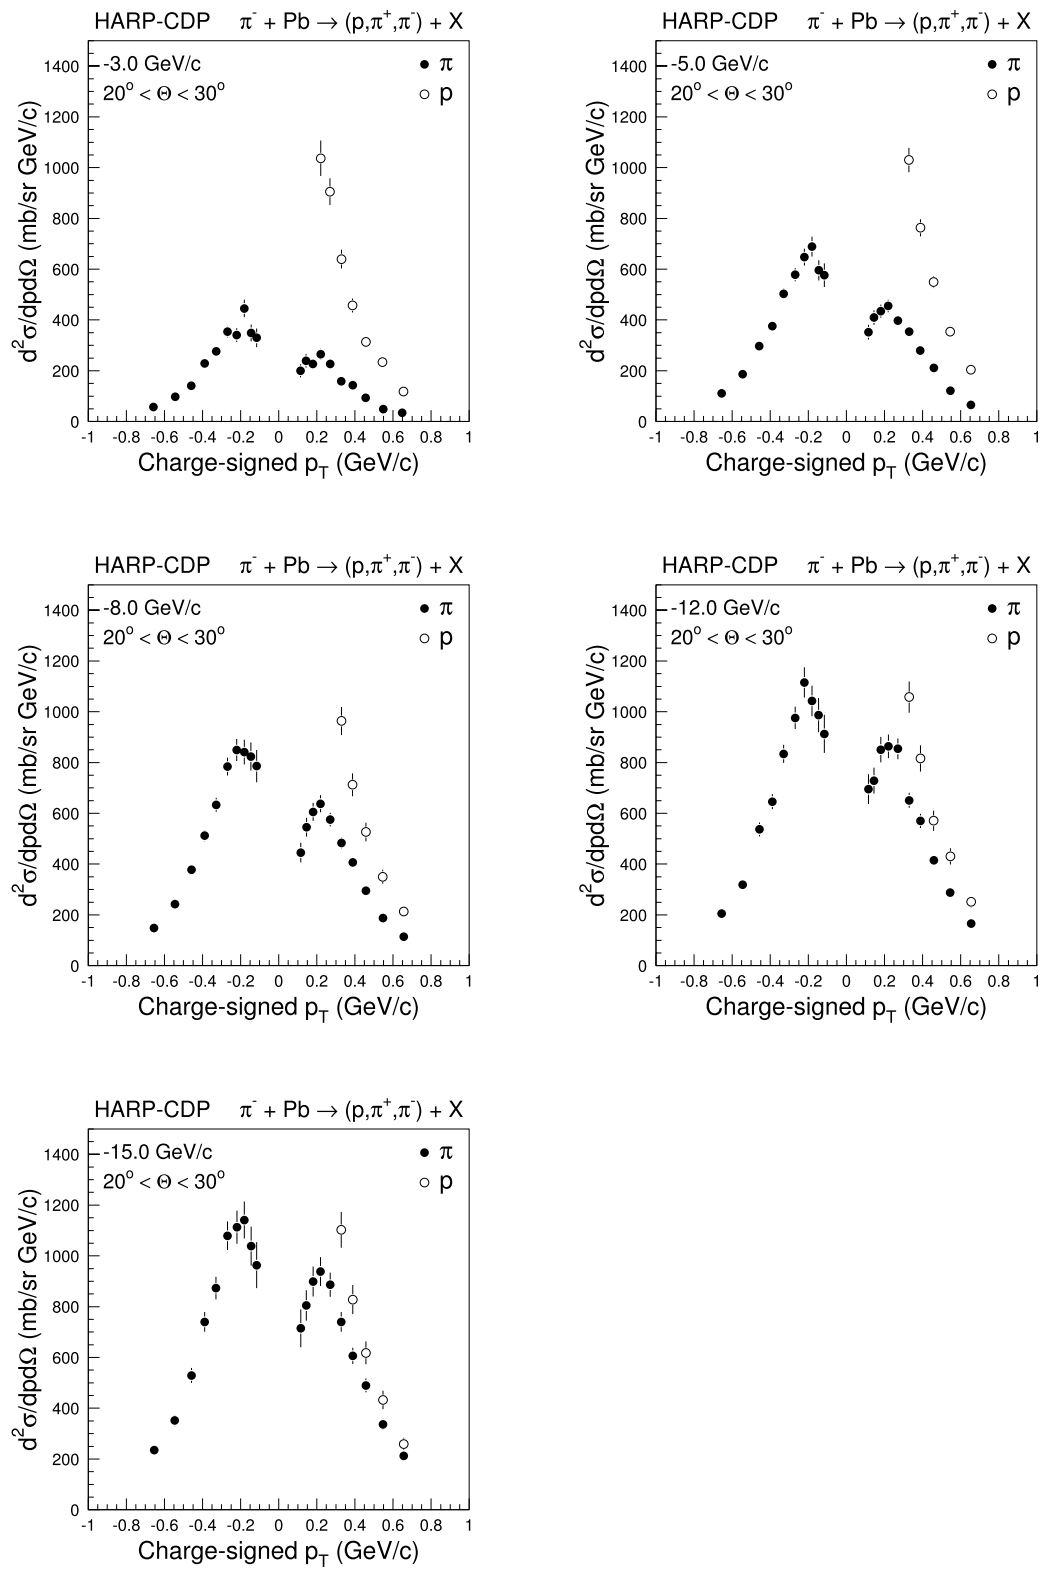 HARP-CDP π⁻ + Pb → (p,π⁺,π⁻) + X
-3.0 GeV/c
20° < Θ < 30°
π
p
1400
1200
1000
800
600
400
200
0
d²σ/dpdΩ (mb/sr GeV/c)
-1 -0.8 -0.6 -0.4 -0.2 0 0.2 0.4 0.6 0.8 1
Charge-signed p_T (GeV/c)
HARP-CDP π⁻ + Pb → (p,π⁺,π⁻) + X
-5.0 GeV/c
20° < Θ < 30°
π
p
1400
1200
1000
800
600
400
200
0
d²σ/dpdΩ (mb/sr GeV/c)
-1 -0.8 -0.6 -0.4 -0.2 0 0.2 0.4 0.6 0.8 1
Charge-signed p_T (GeV/c)
HARP-CDP π⁻ + Pb → (p,π⁺,π⁻) + X
-8.0 GeV/c
20° < Θ < 30°
π
p
1400
1200
1000
800
600
400
200
0
d²σ/dpdΩ (mb/sr GeV/c)
-1 -0.8 -0.6 -0.4 -0.2 0 0.2 0.4 0.6 0.8 1
Charge-signed p_T (GeV/c)
HARP-CDP π⁻ + Pb → (p,π⁺,π⁻) + X
-12.0 GeV/c
20° < Θ < 30°
π
p
1400
1200
1000
800
600
400
200
0
d²σ/dpdΩ (mb/sr GeV/c)
-1 -0.8 -0.6 -0.4 -0.2 0 0.2 0.4 0.6 0.8 1
Charge-signed p_T (GeV/c)
HARP-CDP π⁻ + Pb → (p,π⁺,π⁻) + X
-15.0 GeV/c
20° < Θ < 30°
π
p
1400
1200
1000
800
600
400
200
0
d²σ/dpdΩ (mb/sr GeV/c)
-1 -0.8 -0.6 -0.4 -0.2 0 0.2 0.4 0.6 0.8 1
Charge-signed p_T (GeV/c)